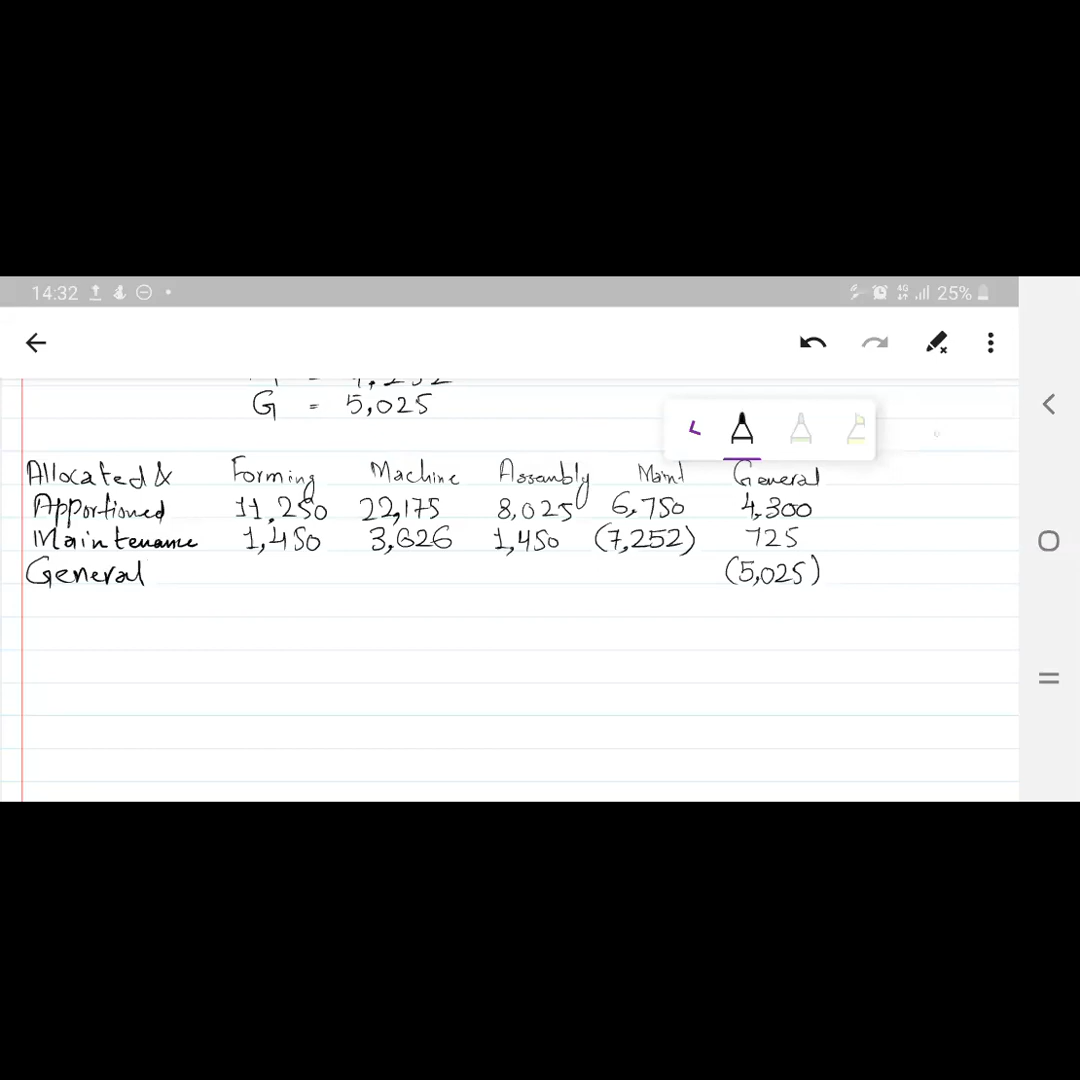 14:32 4G 25%
G = 5,025
Allocated & Forming Machine Assembly Maint General
Apportioned 11,250 22,175 8,025 6,750 4,300
Maintenance 1,450 3,626 1,450 (7,252) 725
General (5,025)